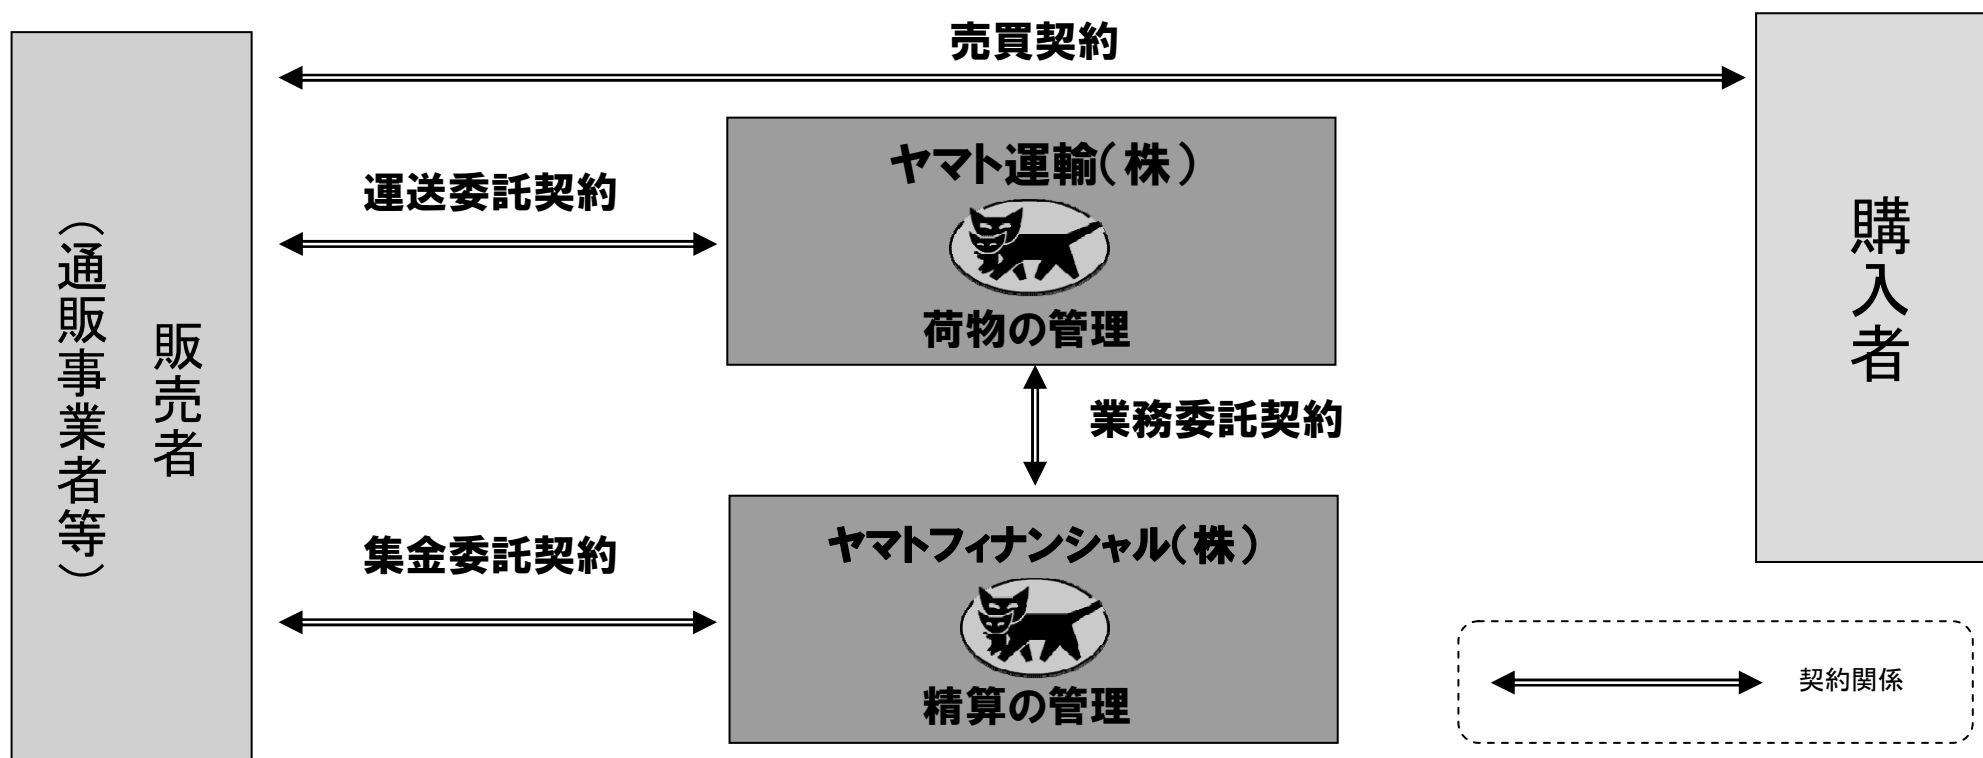 売買契約
販売者
（通販事業者等）
運送委託契約
ヤマト運輸（株）
荷物の管理
購入者
業務委託契約
集金委託契約
ヤマトフィナンシャル（株）
精算の管理
契約関係